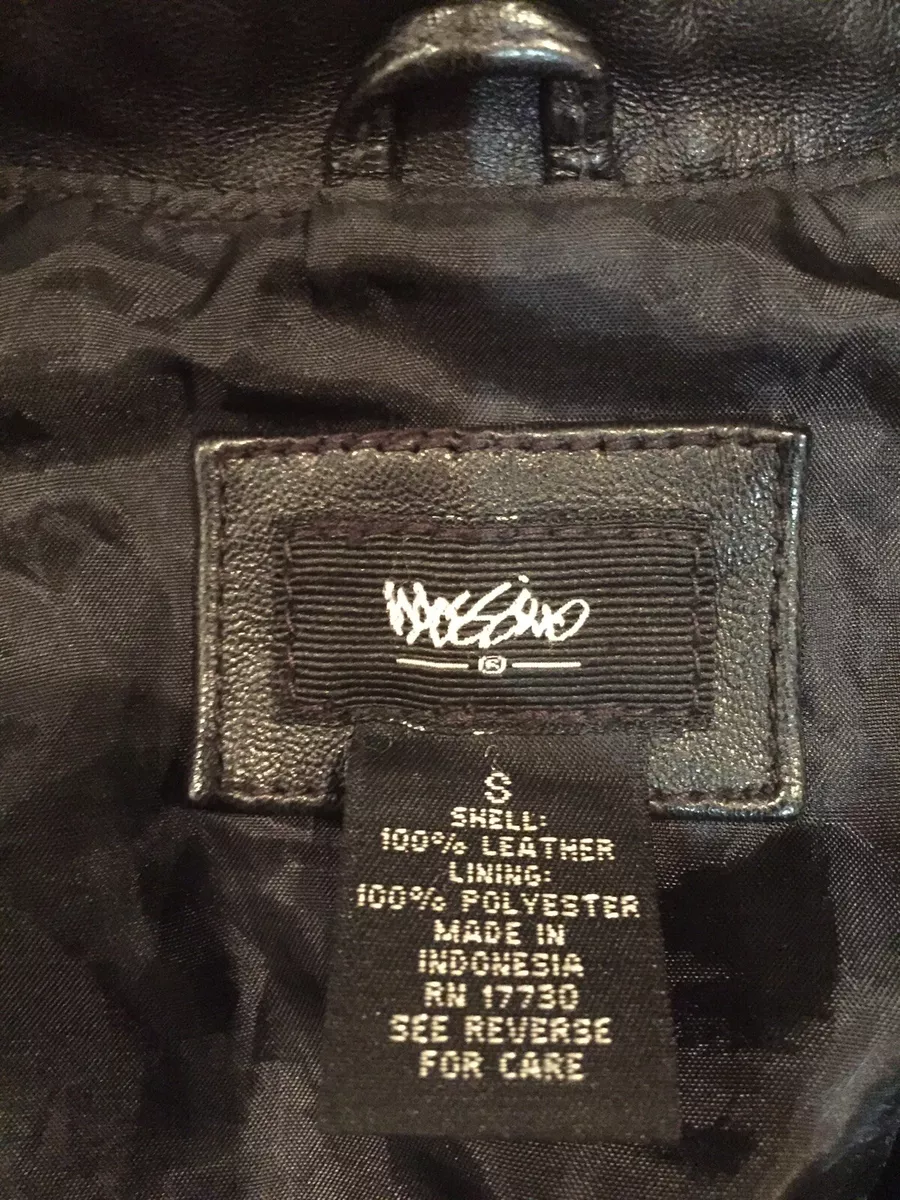 Mossimo
®
S
SHELL:
100% LEATHER
LINING:
100% POLYESTER
MADE IN
INDONESIA
RN 17730
SEE REVERSE
FOR CARE